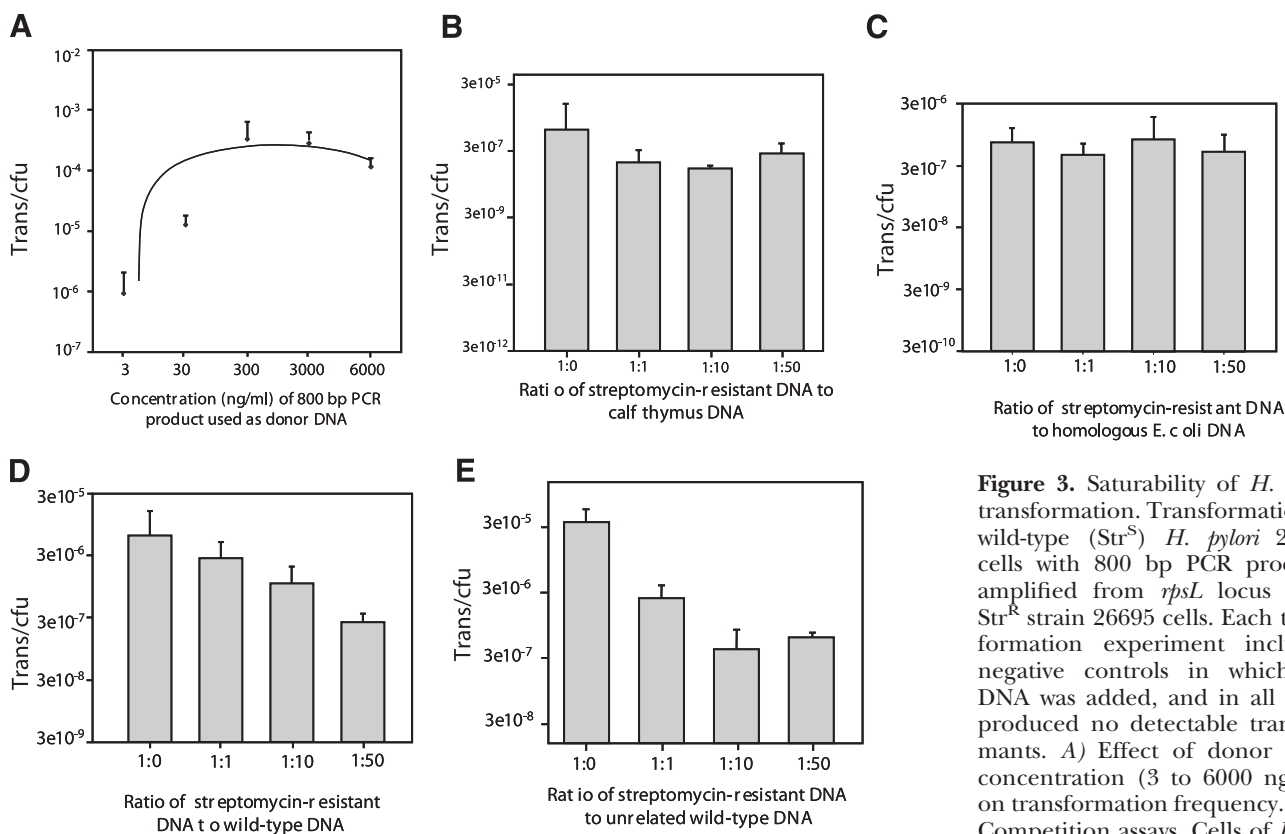 A
10-2
10-3
10-4
10-5
10-6
10-7
Trans/cfu
3 30 300 3000 6000
Concentration (ng/ml) of 800 bp PCR
product used as donor DNA
B
3e10-5
3e10-7
3e10-9
3e10-11
3e10-12
Trans/cfu
1:0 1:1 1:10 1:50
Rati o of streptomycin-r esistant DNA to
calf thymus DNA
C
3e10-6
3e10-7
3e10-8
3e10-9
3e10-10
Trans/cfu
1:0 1:1 1:10 1:50
Ratio of streptomycin-resist ant DNA
to homologous E. c oli DNA
D
3e10-5
3e10-6
3e10-7
3e10-8
3e10-9
Trans/cfu
1:0 1:1 1:10 1:50
Ratio of streptomycin-r esistant
DNA t o wild-type DNA
E
3e10-5
3e10-6
3e10-7
3e10-8
Trans/cfu
1:0 1:1 1:10 1:50
Rat io of streptomycin-r esistant DNA
to unrelated wild-type DNA
Figure 3. Saturability of H.
transformation. Transformatio
wild-type (StrS) H. pylori 2
cells with 800 bp PCR pro
amplified from rpsL locus
StrR strain 26695 cells. Each t
formation experiment incl
negative controls in which
DNA was added, and in all
produced no detectable tran
mants. A) Effect of donor
concentration (3 to 6000 ng
on transformation frequency.
Competition assays. Cells of